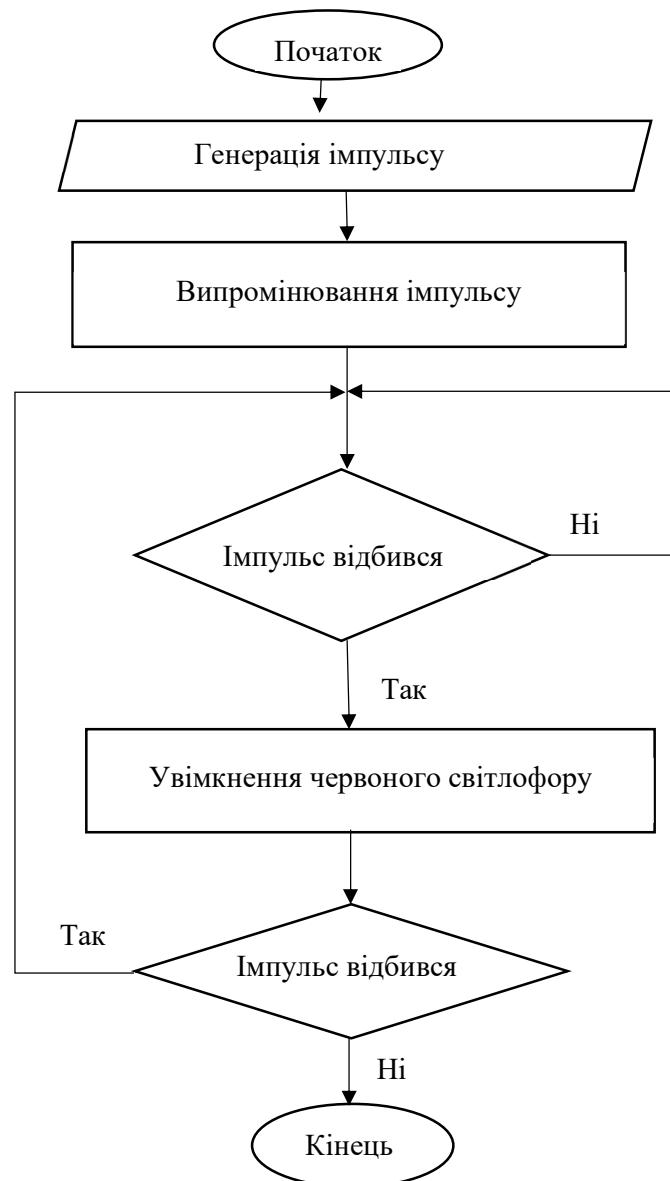 Початок
Генерація імпульсу
Випромінювання імпульсу
Імпульс відбився
Ні
Так
Увімкнення червоного світлофору
Так
Імпульс відбився
Ні
Кінець